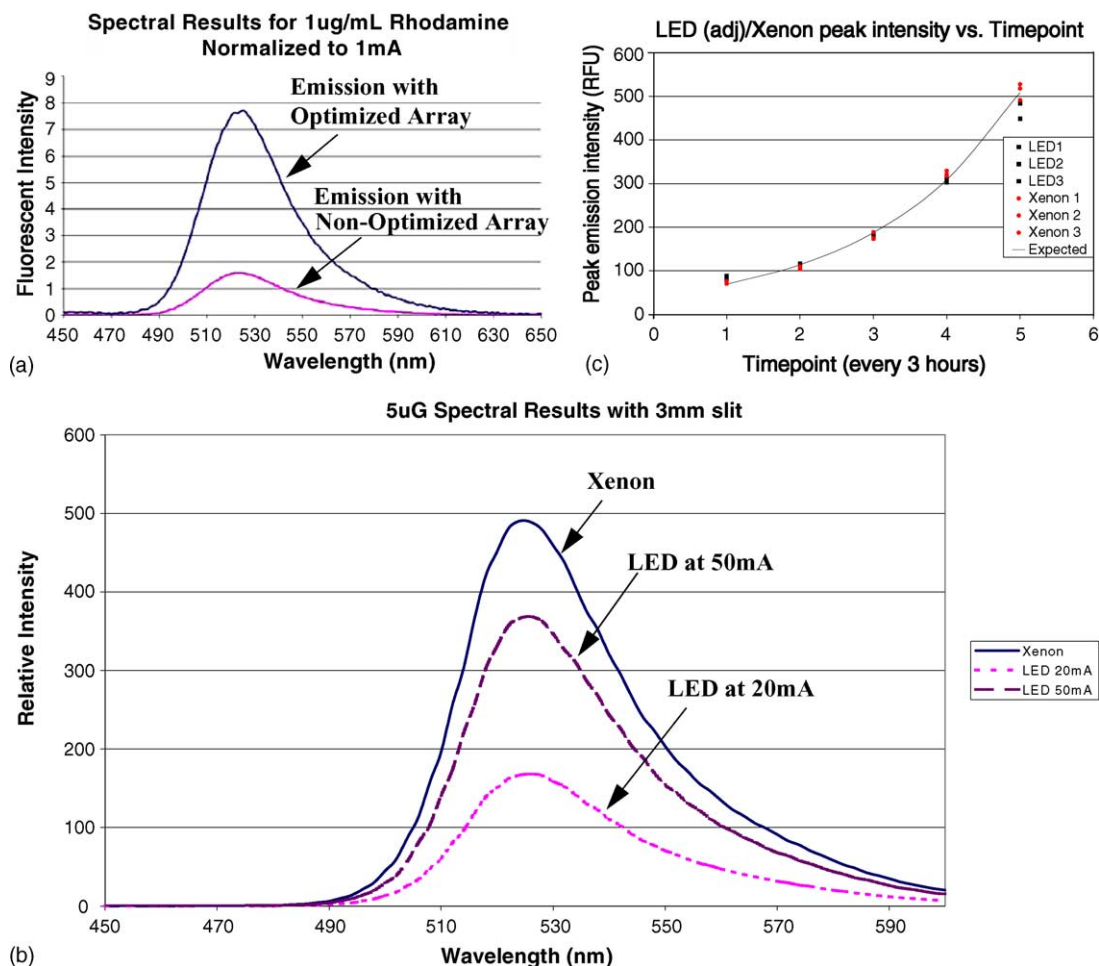 Spectral Results for 1ug/mL Rhodamine
Normalized to 1mA
Fluorescent Intensity
9
8
7
6
5
4
3
2
1
0
Emission with
Optimized Array
Emission with
Non-Optimized Array
450 470 490 510 530 550 570 590 610 630 650
Wavelength (nm)
(a)
LED (adj)/Xenon peak intensity vs. Timepoint
Peak emission intensity (RFU)
600
500
400
300
200
100
0
LED1
LED2
LED3
Xenon 1
Xenon 2
Xenon 3
Expected
0 1 2 3 4 5 6
Timepoint (every 3 hours)
(c)
5uG Spectral Results with 3mm slit
Relative Intensity
600
500
400
300
200
100
0
Xenon
LED at 50mA
LED at 20mA
Xenon
LED 20mA
LED 50mA
450 470 490 510 530 550 570 590
Wavelength (nm)
(b)